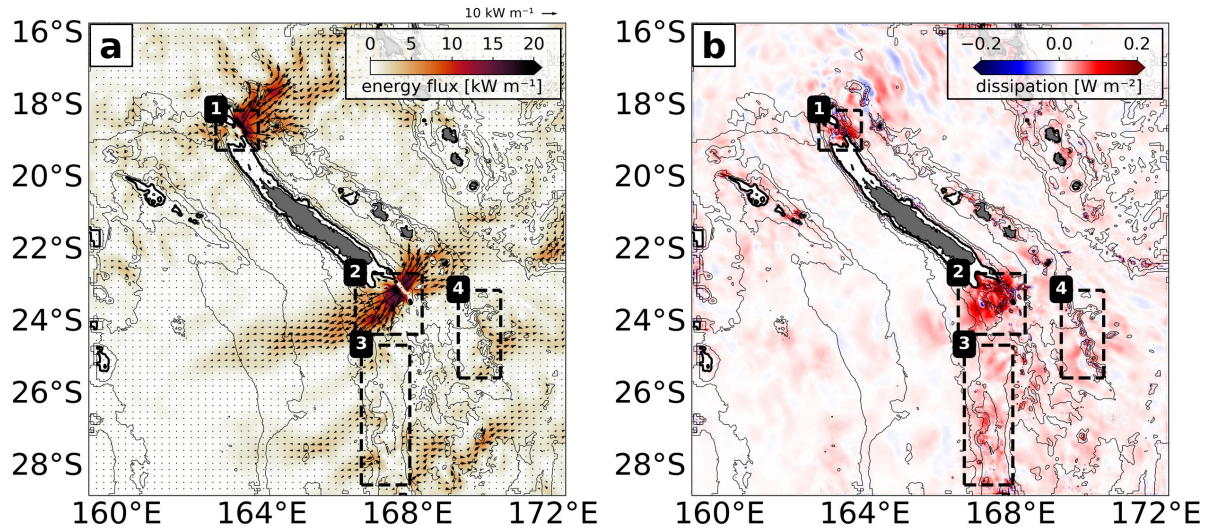 10 kW m⁻¹
a
0 5 10 15 20
energy flux [kW m⁻¹]
16°S
18°S
20°S
22°S
24°S
26°S
28°S
1
2
3
4
160°E 164°E 168°E 172°E
b
−0.2 0.0 0.2
dissipation [W m⁻²]
16°S
18°S
20°S
22°S
24°S
26°S
28°S
1
2
3
4
160°E 164°E 168°E 172°E